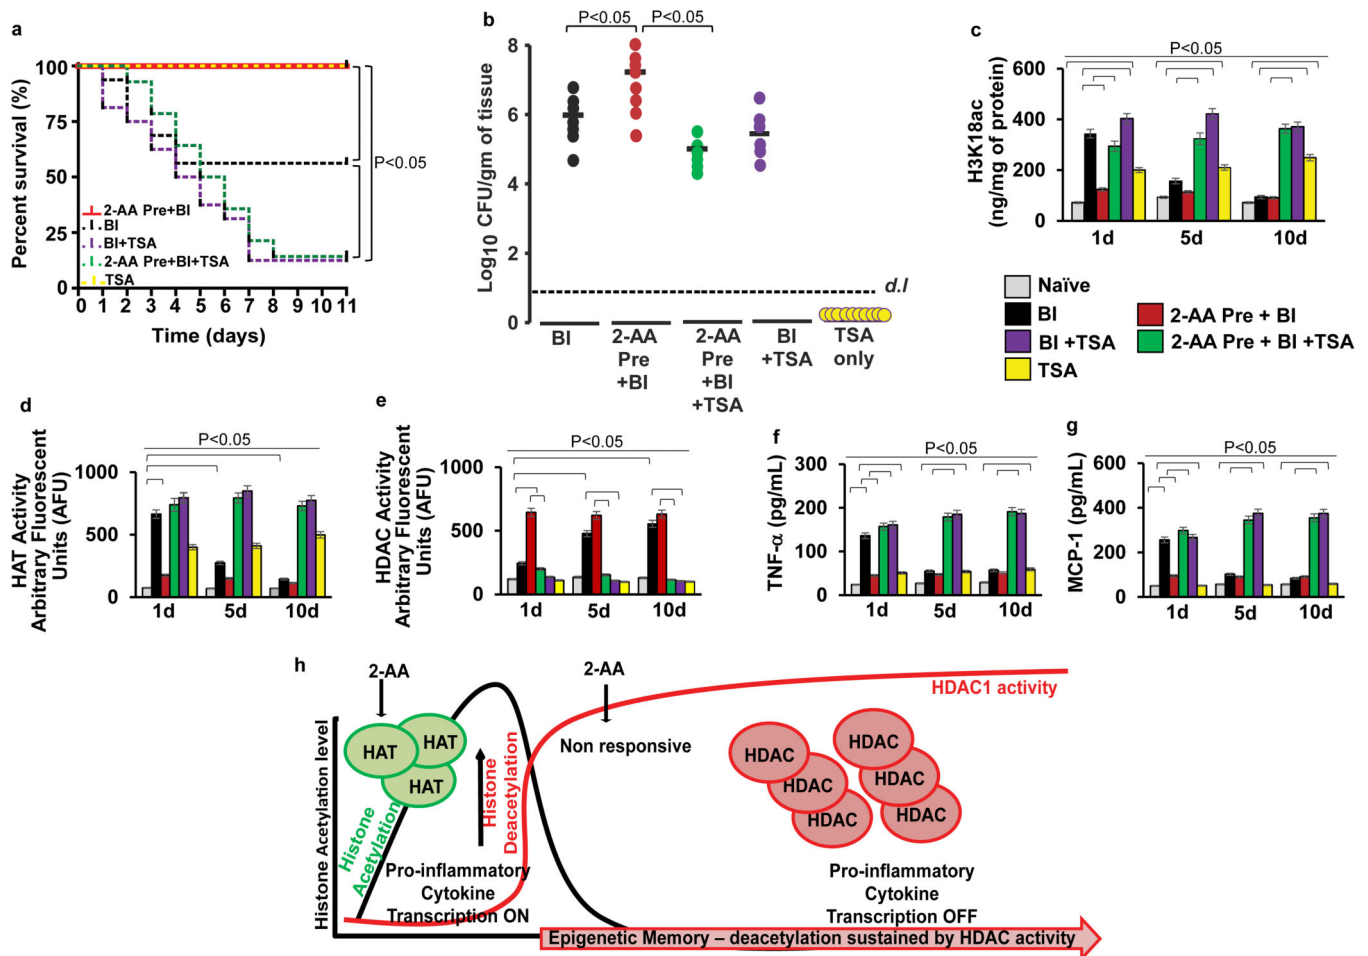 a
Percent survival (%)
100
75
50
25
0
2-AA Pre+BI
BI
BI+TSA
2-AA Pre+BI+TSA
TSA
P<0.05
0 1 2 3 4 5 6 7 8 9 10 11
Time (days)
b
P<0.05 P<0.05
Log10 CFU/gm of tissue
8
6
4
2
0
d.l
BI
2-AA
Pre
+BI
2-AA
Pre
+BI
+TSA
BI
+TSA
TSA
only
c
P<0.05
H3K18ac
(ng/mg of protein)
600
400
200
0
1d 5d 10d
Naïve
BI
BI +TSA
TSA
2-AA Pre + BI
2-AA Pre + BI +TSA
d
P<0.05
HAT Activity
Arbitrary Fluorescent
Units (AFU)
1000
500
0
1d 5d 10d
e
P<0.05
HDAC Activity
Arbitrary Fluorescent
Units (AFU)
1000
500
0
1d 5d 10d
f
P<0.05
TNF-α (pg/mL)
300
200
100
0
1d 5d 10d
g
P<0.05
MCP-1 (pg/mL)
600
400
200
0
1d 5d 10d
h
2-AA
2-AA
HDAC1 activity
Histone Acetylation level
HAT
HAT
HAT
Histone
Acetylation
Histone
Deacetylation
Non responsive
HDAC
HDAC
HDAC
HDAC
HDAC
HDAC
Pro-inflammatory
Cytokine
Transcription ON
Pro-inflammatory
Cytokine
Transcription OFF
Epigenetic Memory – deacetylation sustained by HDAC activity